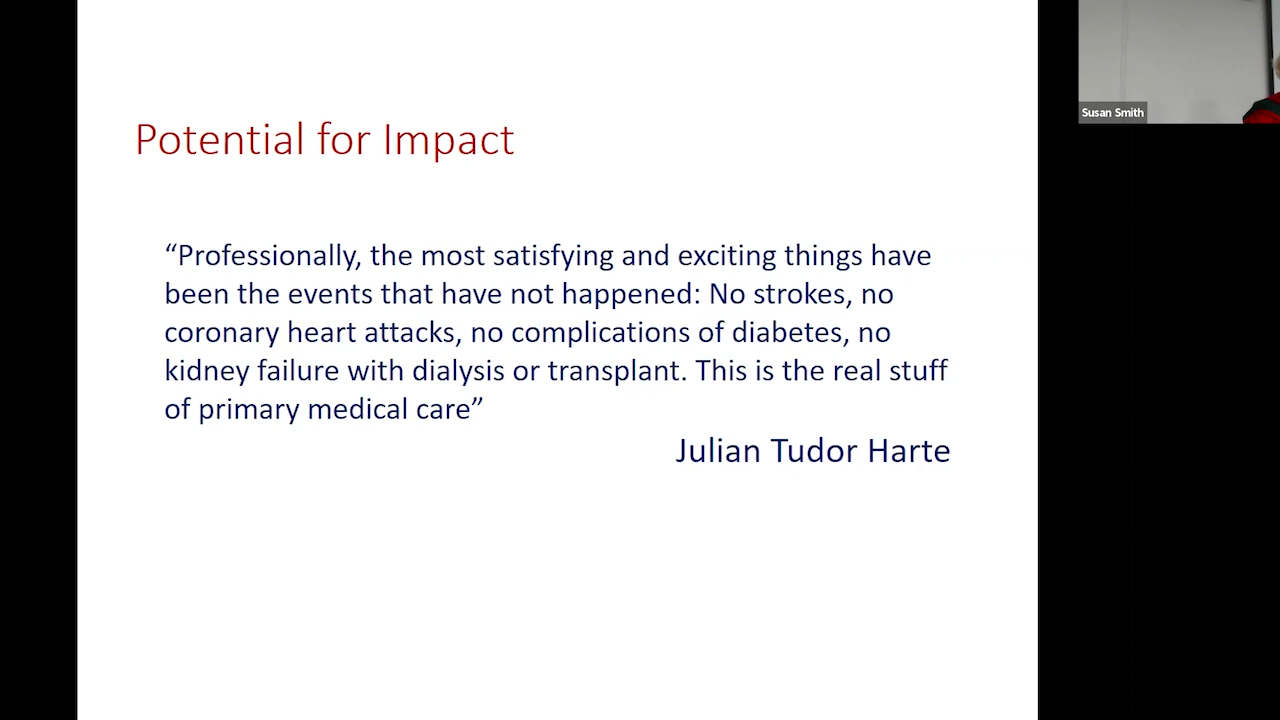 Potential for Impact
“Professionally, the most satisfying and exciting things have
been the events that have not happened: No strokes, no
coronary heart attacks, no complications of diabetes, no
kidney failure with dialysis or transplant. This is the real stuff
of primary medical care”
Julian Tudor Harte
Susan Smith